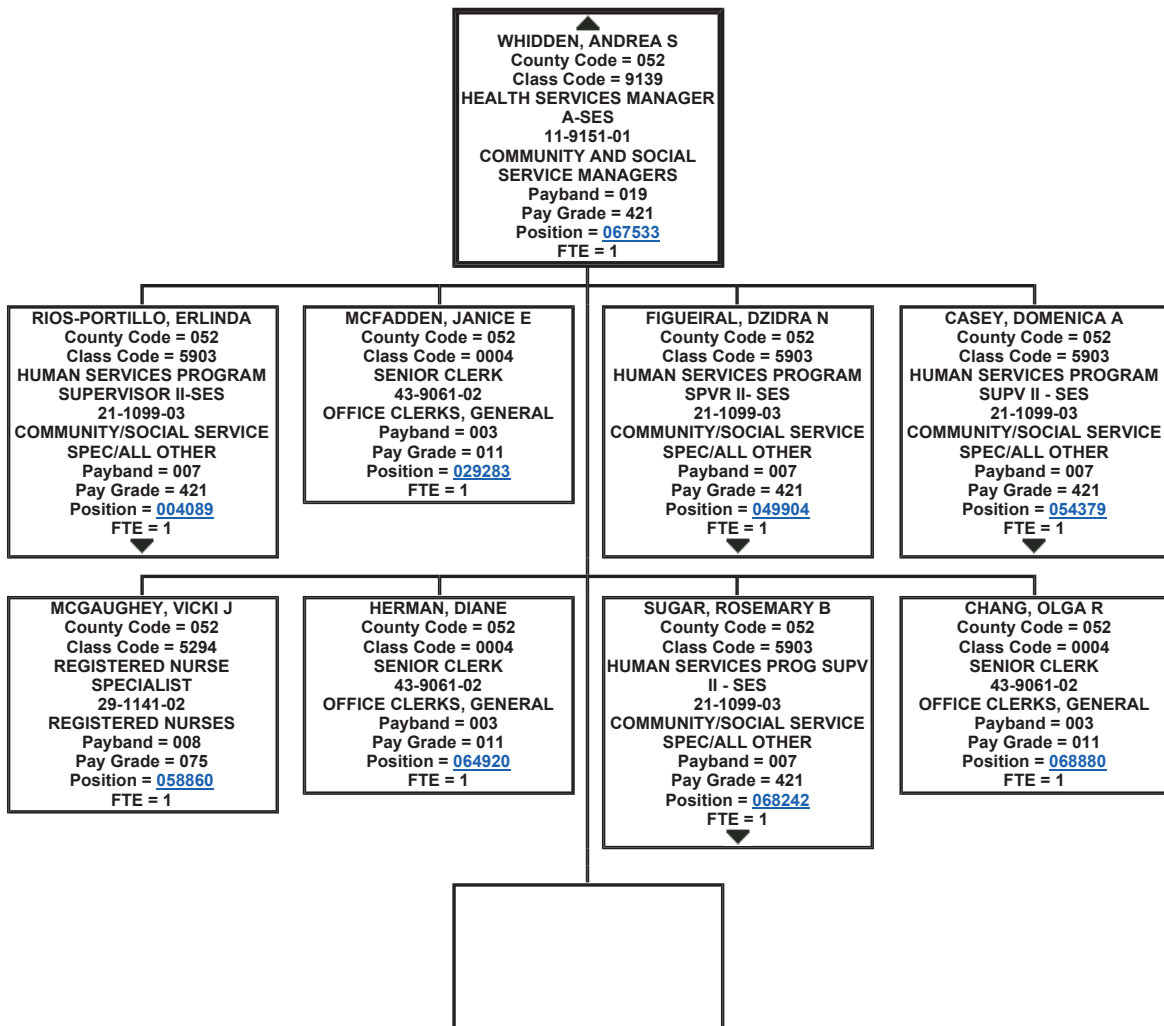 WHIDDEN, ANDREA S
County Code = 052
Class Code = 9139
HEALTH SERVICES MANAGER
A-SES
11-9151-01
COMMUNITY AND SOCIAL
SERVICE MANAGERS
Payband = 019
Pay Grade = 421
Position = 067533
FTE = 1
RIOS-PORTILLO, ERLINDA
County Code = 052
Class Code = 5903
HUMAN SERVICES PROGRAM
SUPERVISOR II-SES
21-1099-03
COMMUNITY/SOCIAL SERVICE
SPEC/ALL OTHER
Payband = 007
Pay Grade = 421
Position = 004089
FTE = 1
MCFADDEN, JANICE E
County Code = 052
Class Code = 0004
SENIOR CLERK
43-9061-02
OFFICE CLERKS, GENERAL
Payband = 003
Pay Grade = 011
Position = 029283
FTE = 1
FIGUEIRAL, DZIDRA N
County Code = 052
Class Code = 5903
HUMAN SERVICES PROGRAM
SPVR II- SES
21-1099-03
COMMUNITY/SOCIAL SERVICE
SPEC/ALL OTHER
Payband = 007
Pay Grade = 421
Position = 049904
FTE = 1
CASEY, DOMENICA A
County Code = 052
Class Code = 5903
HUMAN SERVICES PROGRAM
SUPV II - SES
21-1099-03
COMMUNITY/SOCIAL SERVICE
SPEC/ALL OTHER
Payband = 007
Pay Grade = 421
Position = 054379
FTE = 1
MCGAUGHEY, VICKI J
County Code = 052
Class Code = 5294
REGISTERED NURSE
SPECIALIST
29-1141-02
REGISTERED NURSES
Payband = 008
Pay Grade = 075
Position = 058860
FTE = 1
HERMAN, DIANE
County Code = 052
Class Code = 0004
SENIOR CLERK
43-9061-02
OFFICE CLERKS, GENERAL
Payband = 003
Pay Grade = 011
Position = 064920
FTE = 1
SUGAR, ROSEMARY B
County Code = 052
Class Code = 5903
HUMAN SERVICES PROG SUPV
II - SES
21-1099-03
COMMUNITY/SOCIAL SERVICE
SPEC/ALL OTHER
Payband = 007
Pay Grade = 421
Position = 068242
FTE = 1
CHANG, OLGA R
County Code = 052
Class Code = 0004
SENIOR CLERK
43-9061-02
OFFICE CLERKS, GENERAL
Payband = 003
Pay Grade = 011
Position = 068880
FTE = 1